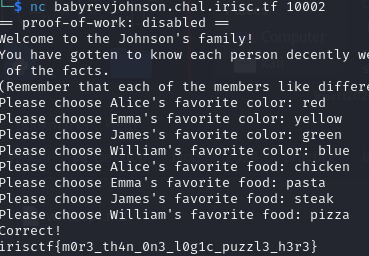 └─$ nc babyrevjohnson.chal.irisc.tf 10002
== proof-of-work: disabled ==
Welcome to the Johnson's family!
You have gotten to know each person decently we
of the facts.
(Remember that each of the members like differe
Please choose Alice's favorite color: red
Please choose Emma's favorite color: yellow
Please choose James's favorite color: green
Please choose William's favorite color: blue
Please choose Alice's favorite food: chicken
Please choose Emma's favorite food: pasta
Please choose James's favorite food: steak
Please choose William's favorite food: pizza
Correct!
irisctf{m0r3_th4n_0n3_l0g1c_puzzl3_h3r3}